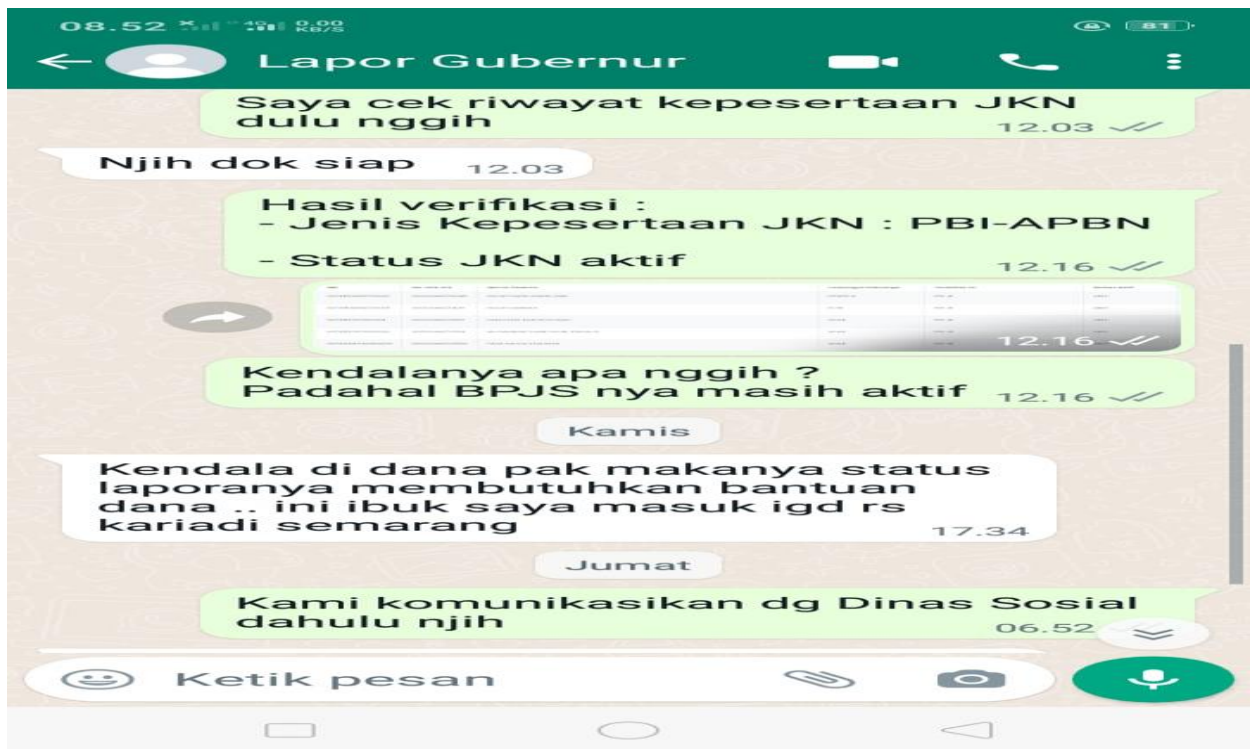 08.52 4G 0.00
KB/S 81
Lapor Gubernur
Saya cek riwayat kepesertaan JKN
dulu nggih
12.03
Njih dok siap
12.03
Hasil verifikasi :
- Jenis Kepesertaan JKN : PBI-APBN
- Status JKN aktif
12.16
12.16
Kendalanya apa nggih ?
Padahal BPJS nya masih aktif
12.16
Kamis
Kendala di dana pak makanya status
laporanya membutuhkan bantuan
dana .. ini ibuk saya masuk igd rs
kariadi semarang
17.34
Jumat
Kami komunikasikan dg Dinas Sosial
dahulu njih
06.52
Ketik pesan